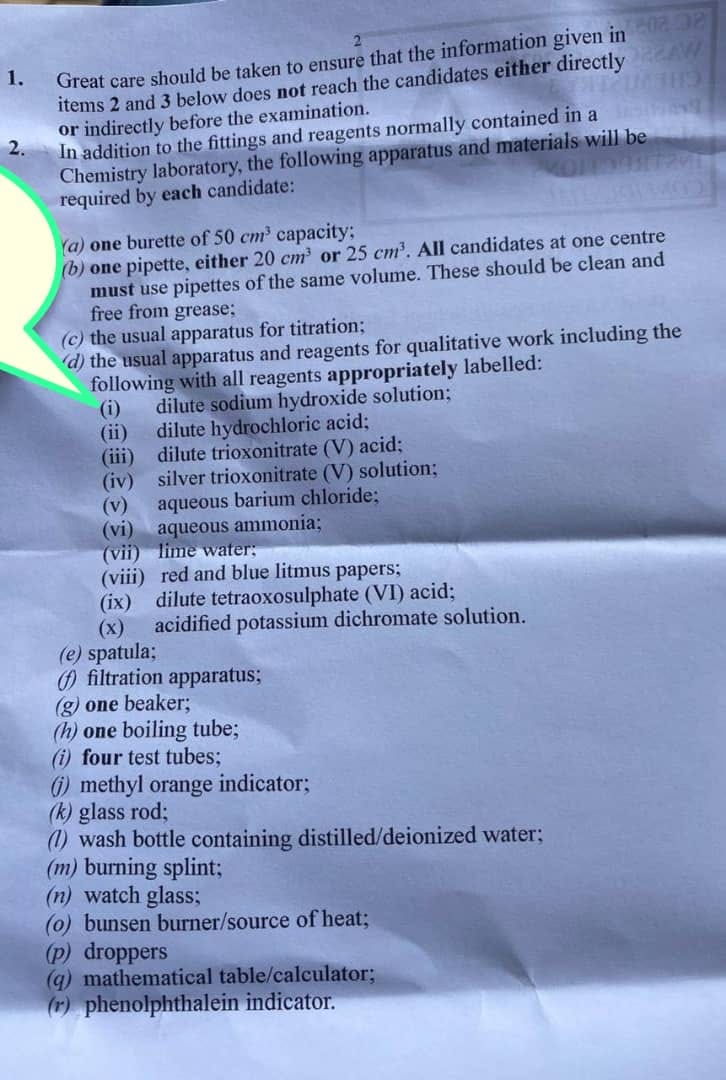 2
1. Great care should be taken to ensure that the information given in
items 2 and 3 below does not reach the candidates either directly
or indirectly before the examination.
2. In addition to the fittings and reagents normally contained in a
Chemistry laboratory, the following apparatus and materials will be
required by each candidate:
(a) one burette of 50 cm³ capacity;
(b) one pipette, either 20 cm³ or 25 cm³. All candidates at one centre
must use pipettes of the same volume. These should be clean and
free from grease;
(c) the usual apparatus for titration;
(d) the usual apparatus and reagents for qualitative work including the
following with all reagents appropriately labelled:
(i) dilute sodium hydroxide solution;
(ii) dilute hydrochloric acid;
(iii) dilute trioxonitrate (V) acid;
(iv) silver trioxonitrate (V) solution;
(v) aqueous barium chloride;
(vi) aqueous ammonia;
(vii) lime water;
(viii) red and blue litmus papers;
(ix) dilute tetraoxosulphate (VI) acid;
(x) acidified potassium dichromate solution.
(e) spatula;
(f) filtration apparatus;
(g) one beaker;
(h) one boiling tube;
(i) four test tubes;
(j) methyl orange indicator;
(k) glass rod;
(l) wash bottle containing distilled/deionized water;
(m) burning splint;
(n) watch glass;
(o) bunsen burner/source of heat;
(p) droppers
(q) mathematical table/calculator;
(r) phenolphthalein indicator.